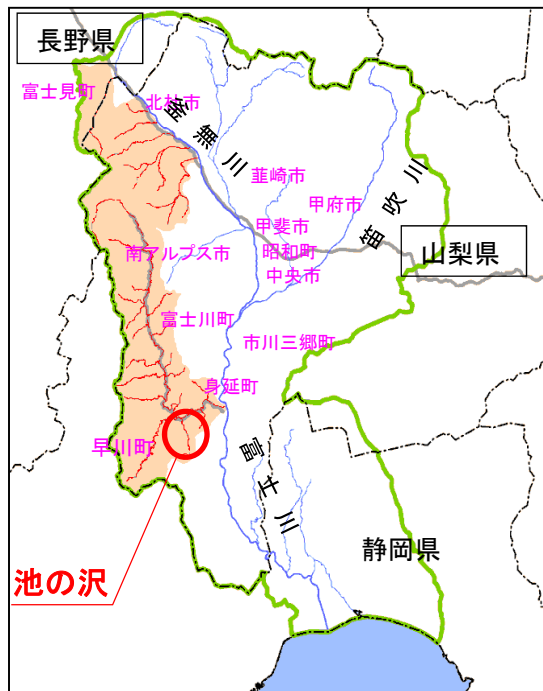 長野県
富士見町
北杜市
釜無川
韮崎市
甲府市
笛吹川
甲斐市
昭和町
中央市
南アルプス市
山梨県
富士川町
市川三郷町
身延町
早川町
富士川
静岡県
池の沢